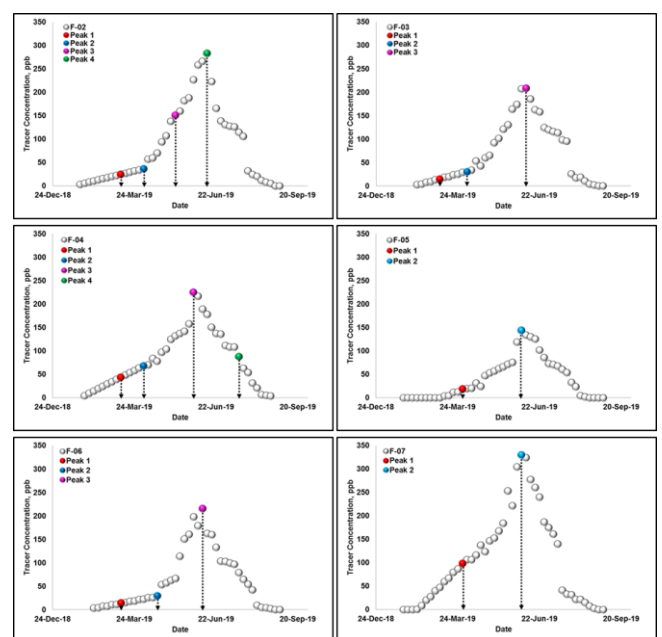 350
300
250
200
150
100
50
0
Tracer Concentration, ppb
F-02
Peak 1
Peak 2
Peak 3
Peak 4
24-Dec-18 24-Mar-19 22-Jun-19 20-Sep-19
Date
350
300
250
200
150
100
50
0
Tracer Concentration, ppb
F-03
Peak 1
Peak 2
Peak 3
24-Dec-18 24-Mar-19 22-Jun-19 20-Sep-19
Date
350
300
250
200
150
100
50
0
Tracer Concentration, ppb
F-04
Peak 1
Peak 2
Peak 3
Peak 4
24-Dec-18 24-Mar-19 22-Jun-19 20-Sep-19
Date
350
300
250
200
150
100
50
0
Tracer Concentration, ppb
F-05
Peak 1
Peak 2
24-Dec-18 24-Mar-19 22-Jun-19 20-Sep-19
Date
350
300
250
200
150
100
50
0
Tracer Concentration, ppb
F-06
Peak 1
Peak 2
Peak 3
24-Dec-18 24-Mar-19 22-Jun-19 20-Sep-19
Date
350
300
250
200
150
100
50
0
Tracer Concentration, ppb
F-07
Peak 1
Peak 2
24-Dec-18 24-Mar-19 22-Jun-19 20-Sep-19
Date